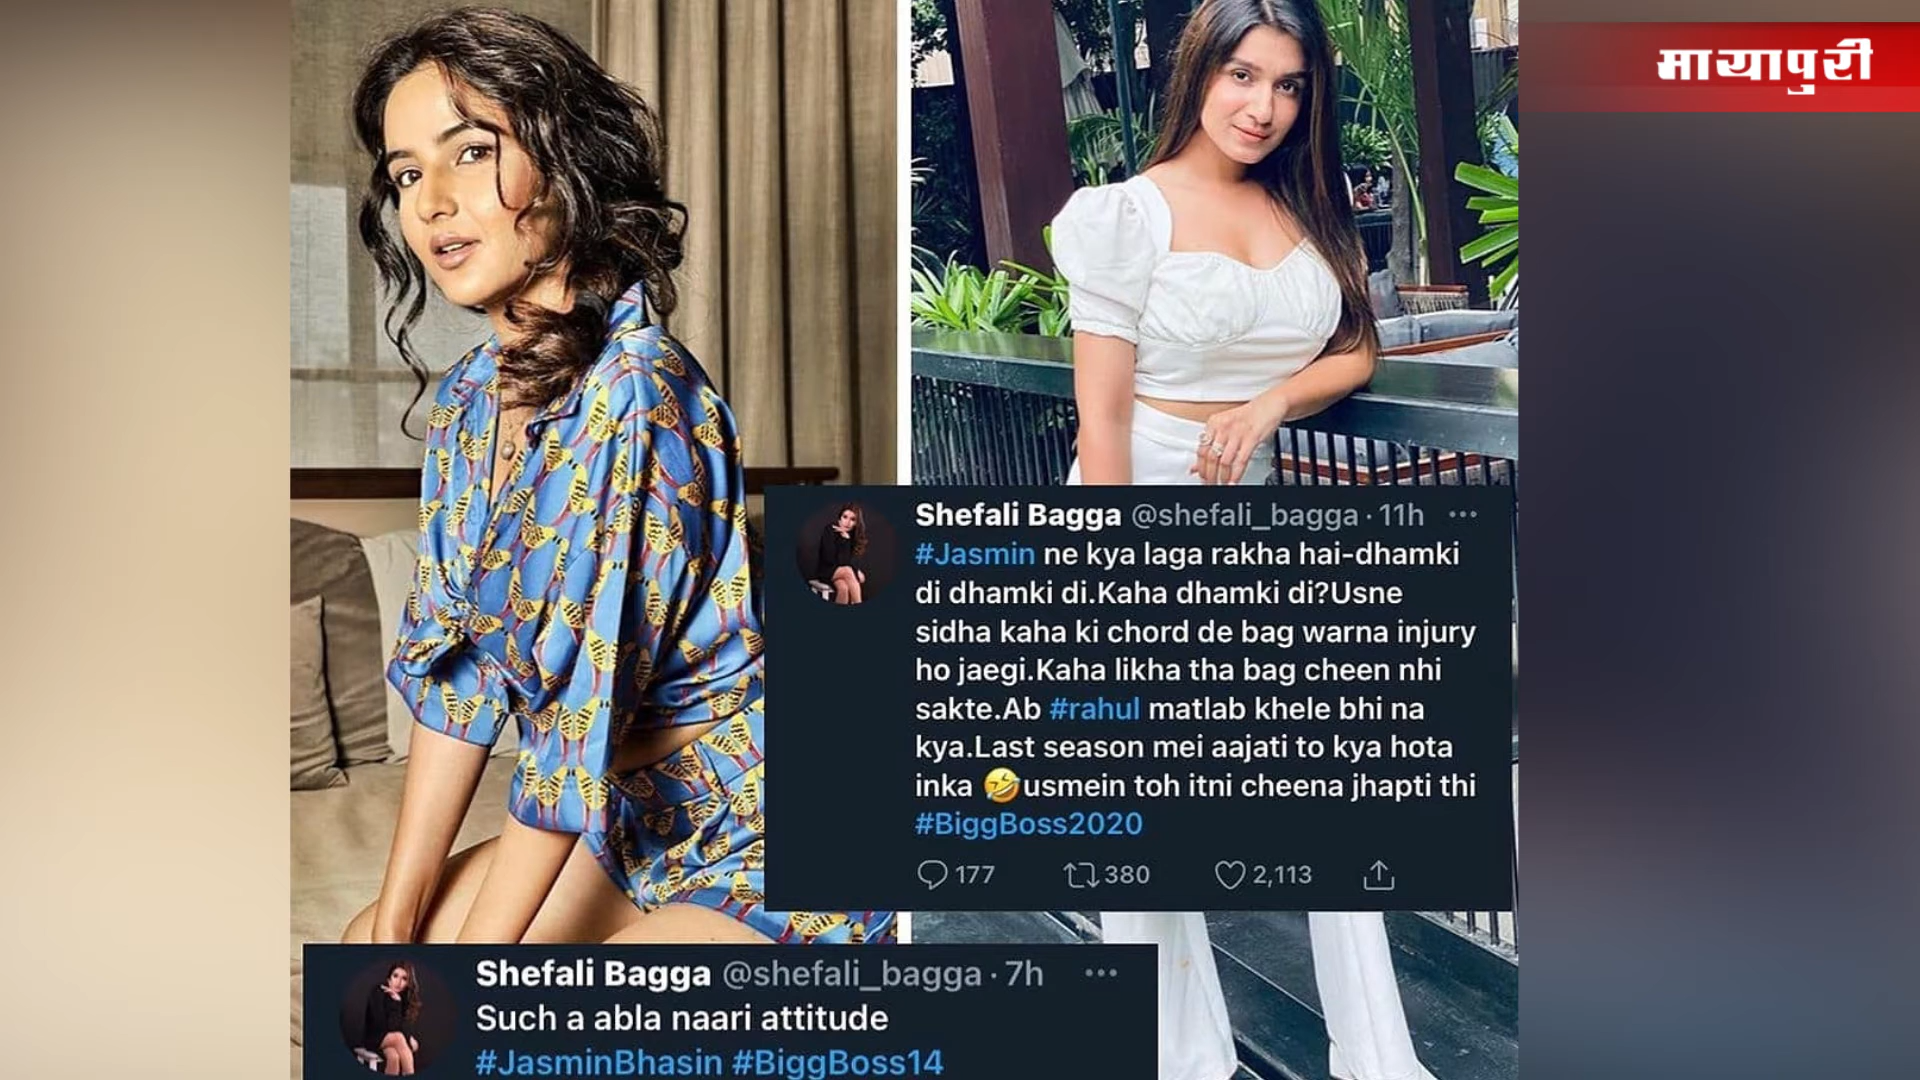 मायापुरी
Shefali Bagga @shefali_bagga · 11h ···
#Jasmin ne kya laga rakha hai-dhamki
di dhamki di.Kaha dhamki di?Usne
sidha kaha ki chord de bag warna injury
ho jaegi.Kaha likha tha bag cheen nhi
sakte.Ab #rahul matlab khele bhi na
kya.Last season mei aajati to kya hota
inka 🤣usmein toh itni cheena jhapti thi
#BiggBoss2020
177 380 2,113
Shefali Bagga @shefali_bagga · 7h ···
Such a abla naari attitude
#JasminBhasin #BiggBoss14